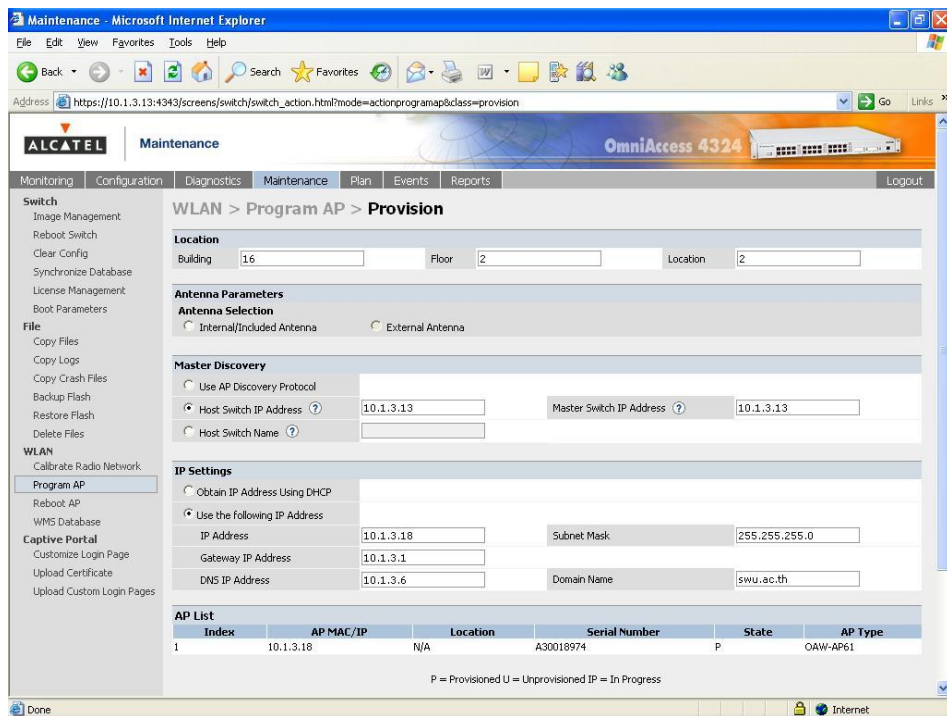 Maintenance - Microsoft Internet Explorer
File Edit View Favorites Tools Help
Back Search Favorites
Address https://10.1.3.13:4343/screens/switch/switch_action.html?mode=actionprogramap&class=provision Go Links »
ALCATEL Maintenance OmniAccess 4324
Monitoring Configuration Diagnostics Maintenance Plan Events Reports Logout
Switch
Image Management
Reboot Switch
Clear Config
Synchronize Database
License Management
Boot Parameters
File
Copy Files
Copy Logs
Copy Crash Files
Backup Flash
Restore Flash
Delete Files
WLAN
Calibrate Radio Network
Program AP
Reboot AP
WMS Database
Captive Portal
Customize Login Page
Upload Certificate
Upload Custom Login Pages
WLAN > Program AP > Provision
Location
Building 16 Floor 2 Location 2
Antenna Parameters
Antenna Selection
Internal/Included Antenna External Antenna
Master Discovery
Use AP Discovery Protocol
Host Switch IP Address ? 10.1.3.13 Master Switch IP Address ? 10.1.3.13
Host Switch Name ?
IP Settings
Obtain IP Address Using DHCP
Use the following IP Address
IP Address 10.1.3.18 Subnet Mask 255.255.255.0
Gateway IP Address 10.1.3.1
DNS IP Address 10.1.3.6 Domain Name swu.ac.th
AP List
Index AP MAC/IP Location Serial Number State AP Type
1 10.1.3.18 N/A A30018974 P OAW-AP61
P = Provisioned U = Unprovisioned IP = In Progress
Done Internet